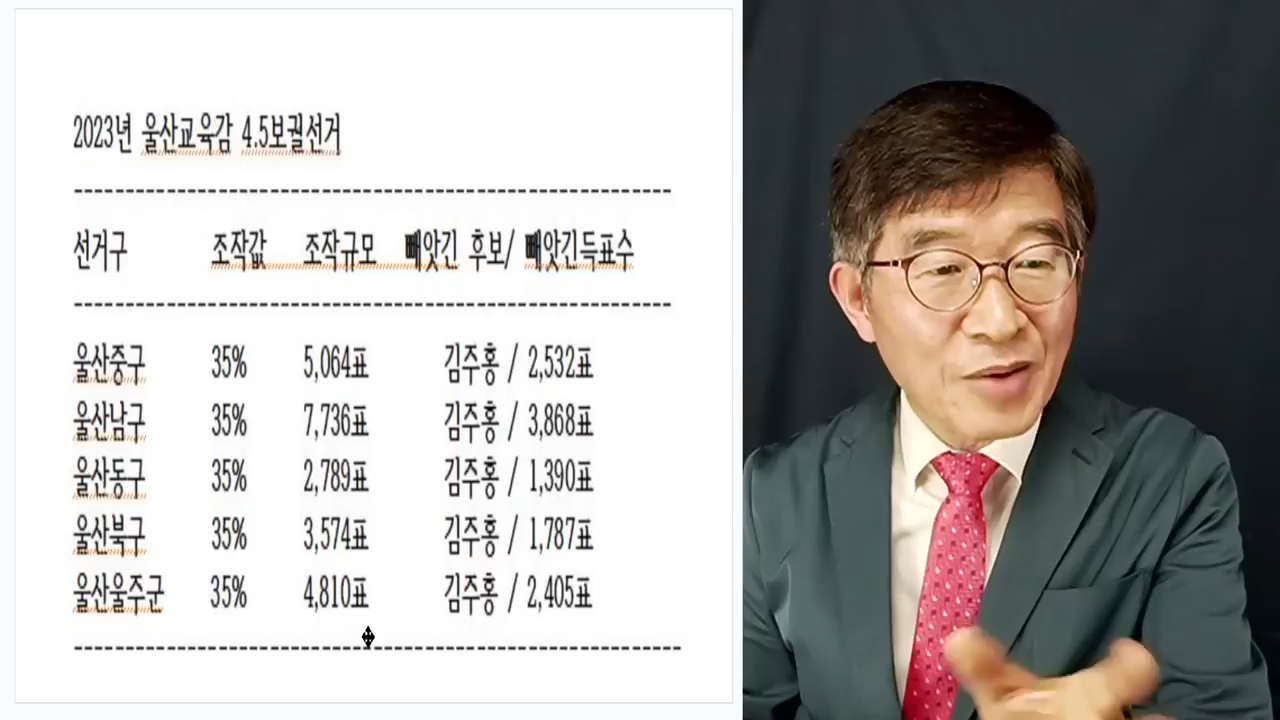 2023년 울산교육감 4.5보궐선거
선거구 조작값 조작규모 빼앗긴 후보/ 빼앗긴득표수
울산중구 35% 5,064표 김주홍 / 2,532표
울산남구 35% 7,736표 김주홍 / 3,868표
울산동구 35% 2,789표 김주홍 / 1,390표
울산북구 35% 3,574표 김주홍 / 1,787표
울산울주군 35% 4,810표 김주홍 / 2,405표